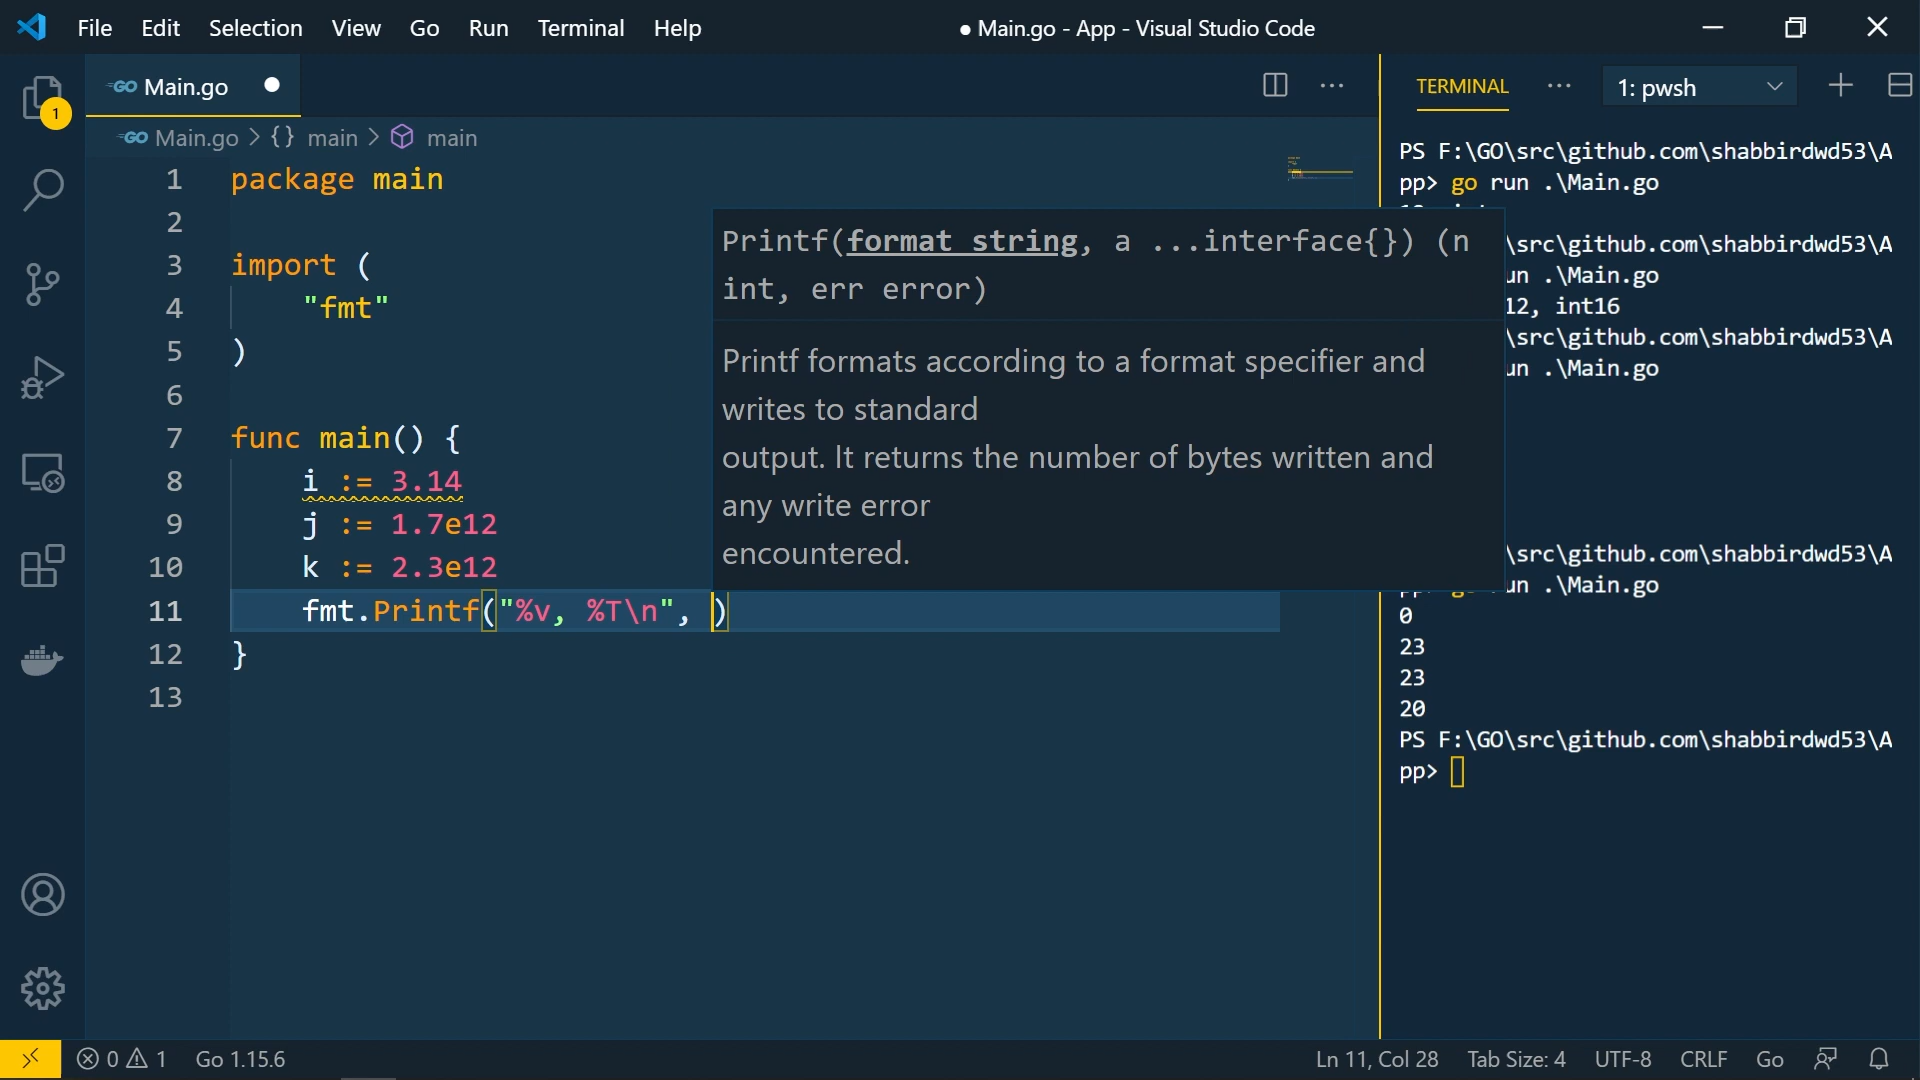 File Edit Selection View Go Run Terminal Help
● Main.go - App - Visual Studio Code
GO Main.go ●
TERMINAL ··· 1: pwsh
1
GO Main.go > {} main > main
1 package main
2
3 import (
4 "fmt"
5 )
6
7 func main() {
8 i := 3.14
9 j := 1.7e12
10 k := 2.3e12
11 fmt.Printf("%v, %T\n", )
12 }
13
Printf(format string, a ...interface{}) (n
int, err error)
Printf formats according to a format specifier and
writes to standard
output. It returns the number of bytes written and
any write error
encountered.
PS F:\GO\src\github.com\shabbirdwd53\A
pp> go run .\Main.go
\src\github.com\shabbirdwd53\A
un .\Main.go
12, int16
\src\github.com\shabbirdwd53\A
un .\Main.go
\src\github.com\shabbirdwd53\A
un .\Main.go
0
23
23
20
PS F:\GO\src\github.com\shabbirdwd53\A
pp>
0 1 Go 1.15.6
Ln 11, Col 28 Tab Size: 4 UTF-8 CRLF Go